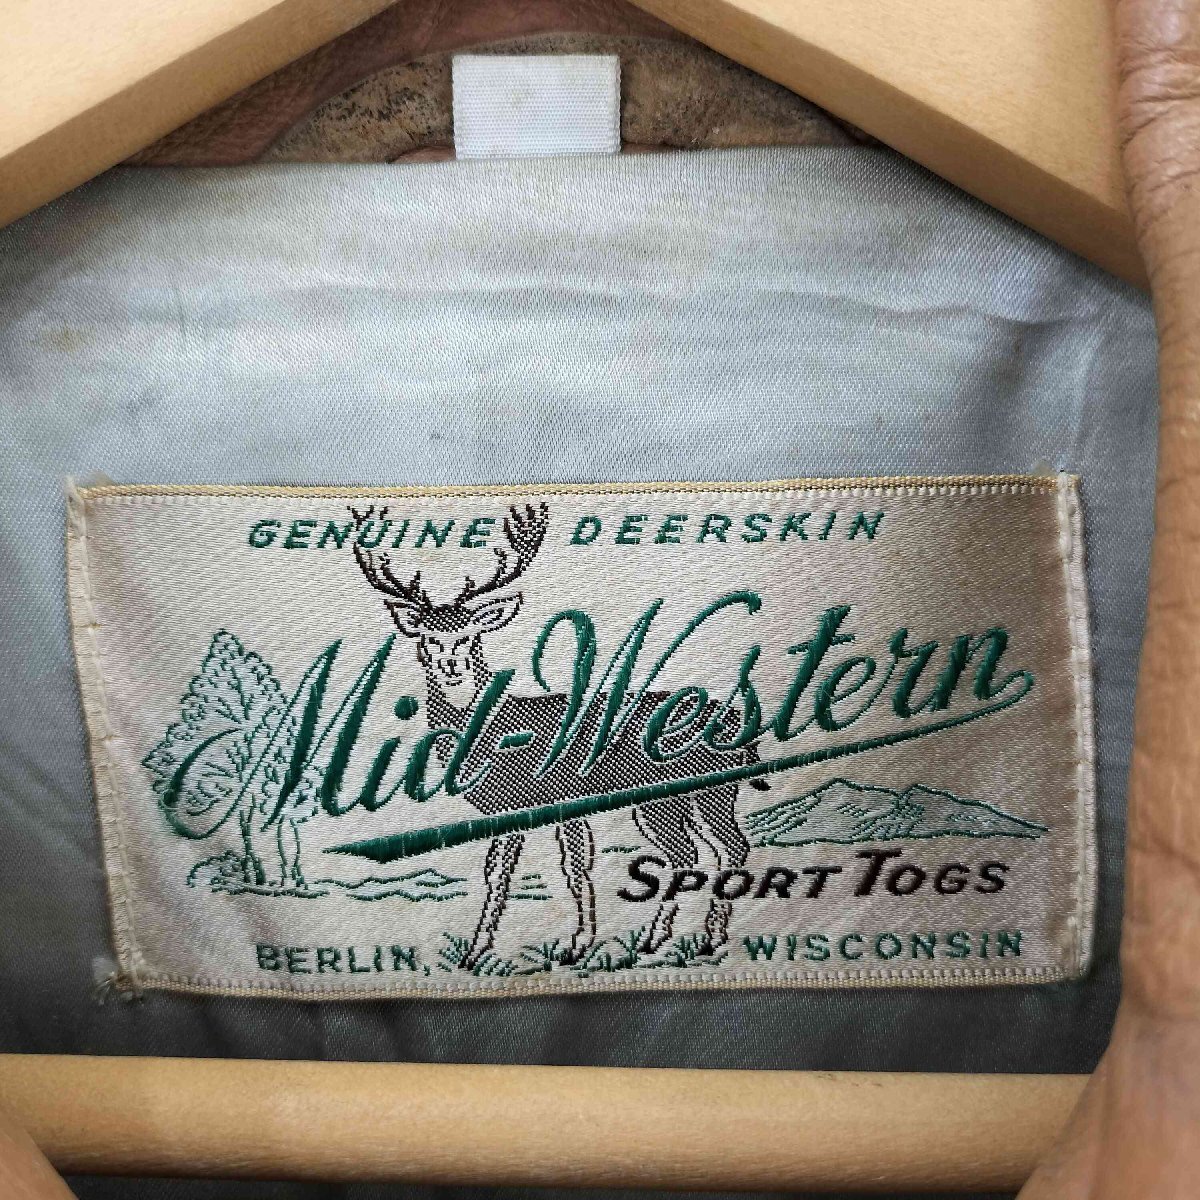 GENUINE DEERSKIN
Mid-Western
SPORT TOGS
BERLIN, WISCONSIN